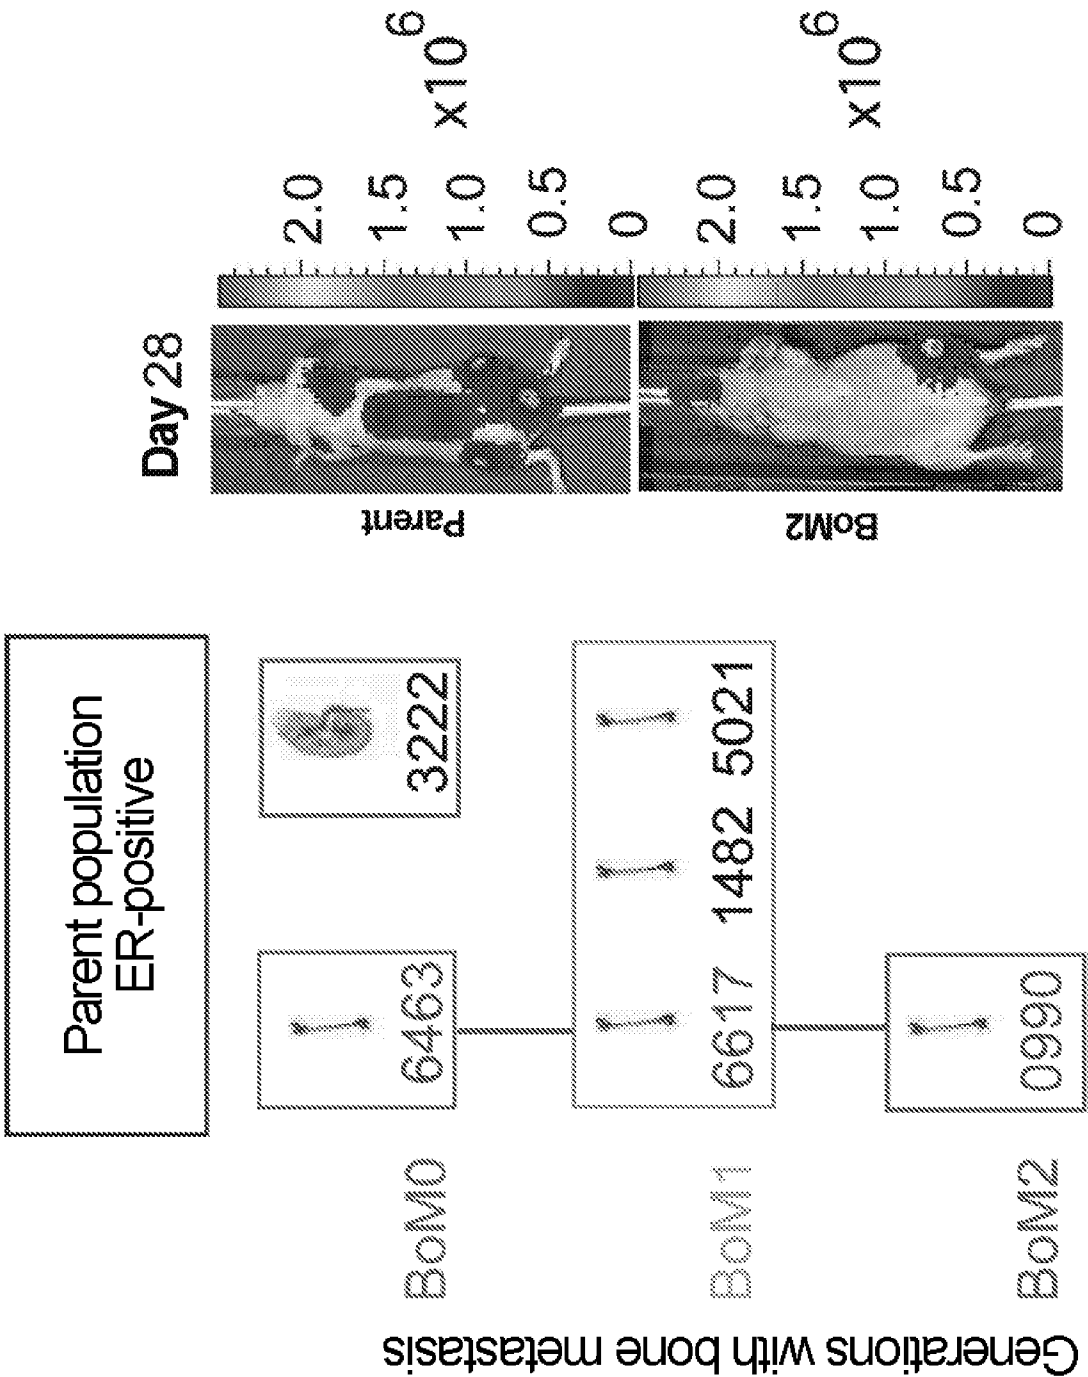 Parent population
ER-positive
Generations with bone metastasis
BoM0
6463
3222
BoM1
6617 1482 5021
BoM2
0990
Day 28
Parent
2.0
1.5
1.0
0.5
0
x10
6
BoM2
2.0
1.5
1.0
0.5
0
x10
6